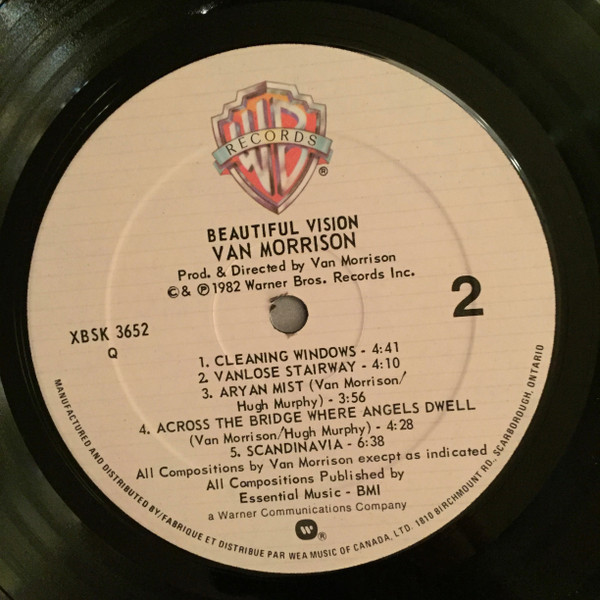 WB
RECORDS
®
BEAUTIFUL VISION
VAN MORRISON
Prod. & Directed by Van Morrison
©& ℗1982 Warner Bros. Records Inc.
2
XBSK 3652
Q
1. CLEANING WINDOWS - 4:41
2. VANLOSE STAIRWAY - 4:10
3. ARYAN MIST (Van Morrison/
Hugh Murphy) - 3:56
4. ACROSS THE BRIDGE WHERE ANGELS DWELL
(Van Morrison/Hugh Murphy) - 4:28
5. SCANDINAVIA - 6:38
All Compositions by Van Morrison execpt as indicated
All Compositions Published by
Essential Music - BMI
a Warner Communications Company
W®
MANUFACTURED AND DISTRIBUTED BY/FABRIQUE ET DISTRIBUE PAR WEA MUSIC OF CANADA, LTD. 1810 BIRCHMOUNT RD., SCARBOROUGH, ONTARIO